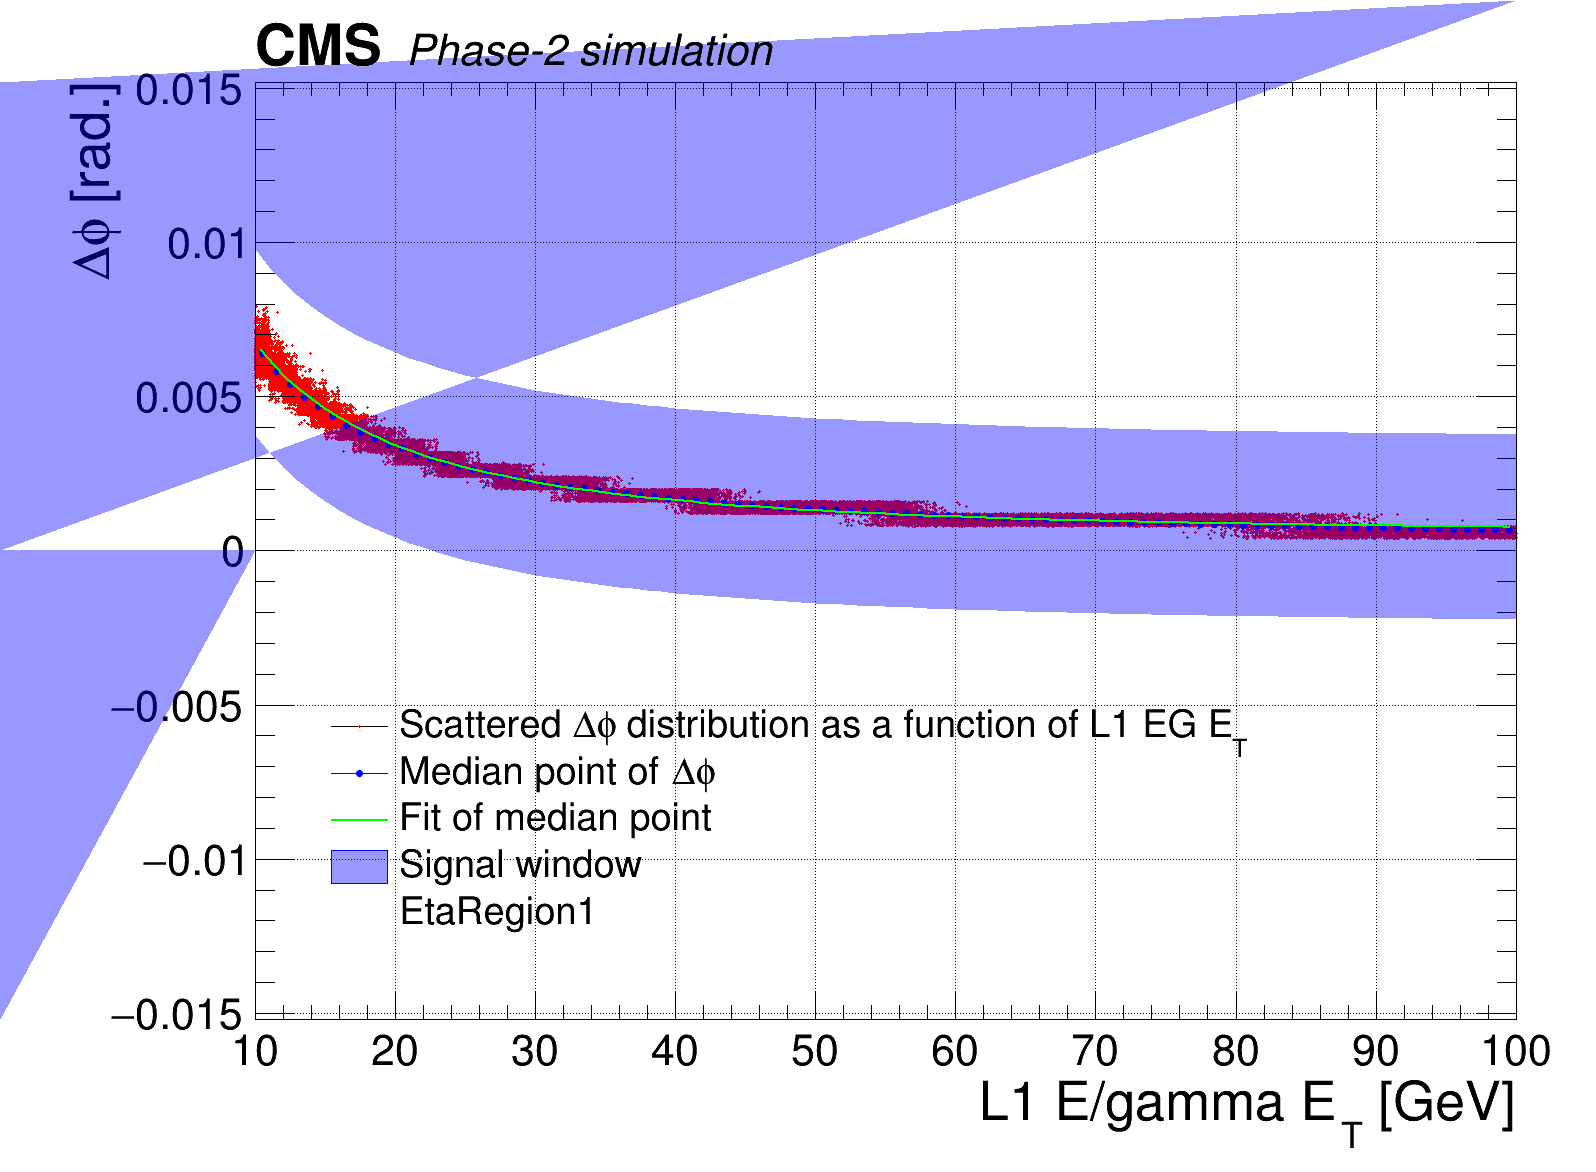 CMS Phase-2 simulation
Δϕ [rad.]
0.015
0.01
0.005
0
−0.005
−0.01
−0.015
Scattered Δϕ distribution as a function of L1 EG E_T
Median point of Δϕ
Fit of median point
Signal window
EtaRegion1
10 20 30 40 50 60 70 80 90 100
L1 E/gamma E_T [GeV]